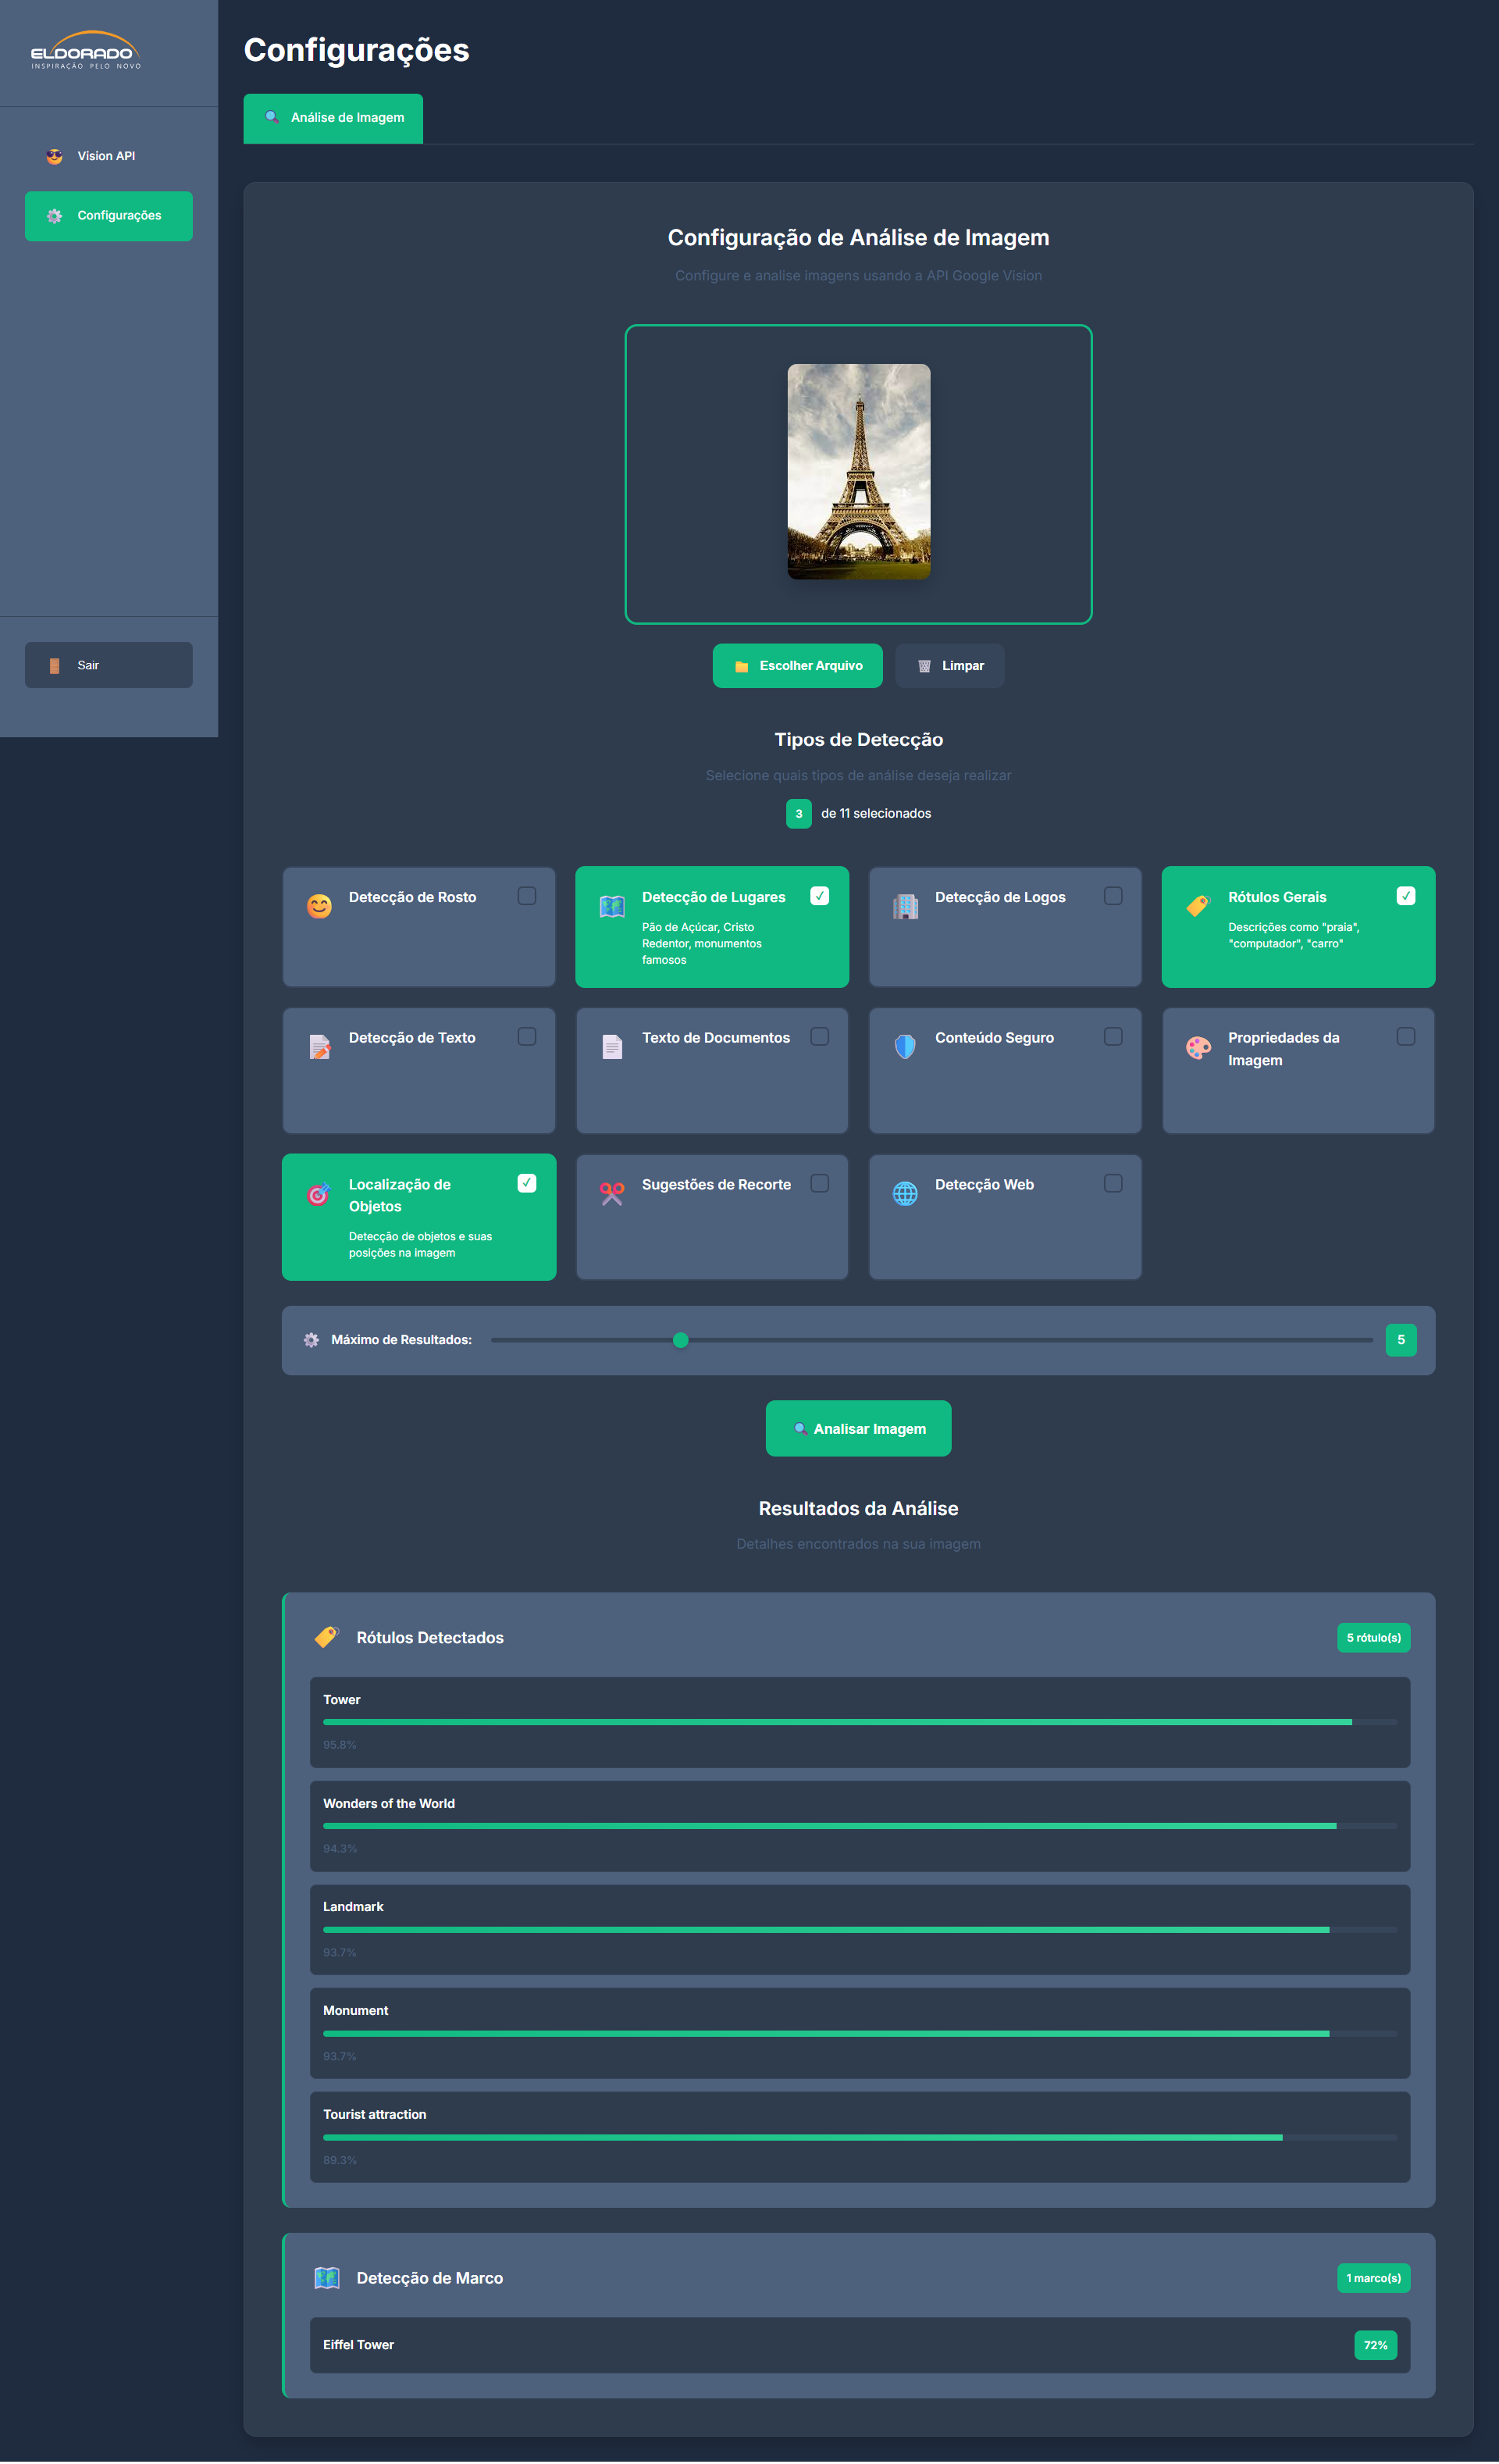 ELDORADO
INSPIRAÇÃO PELO NOVO
Vision API
Configurações
Sair
Configurações
Análise de Imagem
Configuração de Análise de Imagem
Configure e analise imagens usando a API Google Vision
Escolher Arquivo
Limpar
Tipos de Detecção
Selecione quais tipos de análise deseja realizar
3 de 11 selecionados
Detecção de Rosto
Detecção de Lugares
Pão de Açúcar, Cristo
Redentor, monumentos
famosos
Detecção de Logos
Rótulos Gerais
Descrições como "praia",
"computador", "carro"
Detecção de Texto
Texto de Documentos
Conteúdo Seguro
Propriedades da
Imagem
Localização de
Objetos
Detecção de objetos e suas
posições na imagem
Sugestões de Recorte
Detecção Web
Máximo de Resultados:
5
Analisar Imagem
Resultados da Análise
Detalhes encontrados na sua imagem
Rótulos Detectados
5 rótulo(s)
Tower
95.8%
Wonders of the World
94.3%
Landmark
93.7%
Monument
93.7%
Tourist attraction
89.3%
Detecção de Marco
1 marco(s)
Eiffel Tower
72%